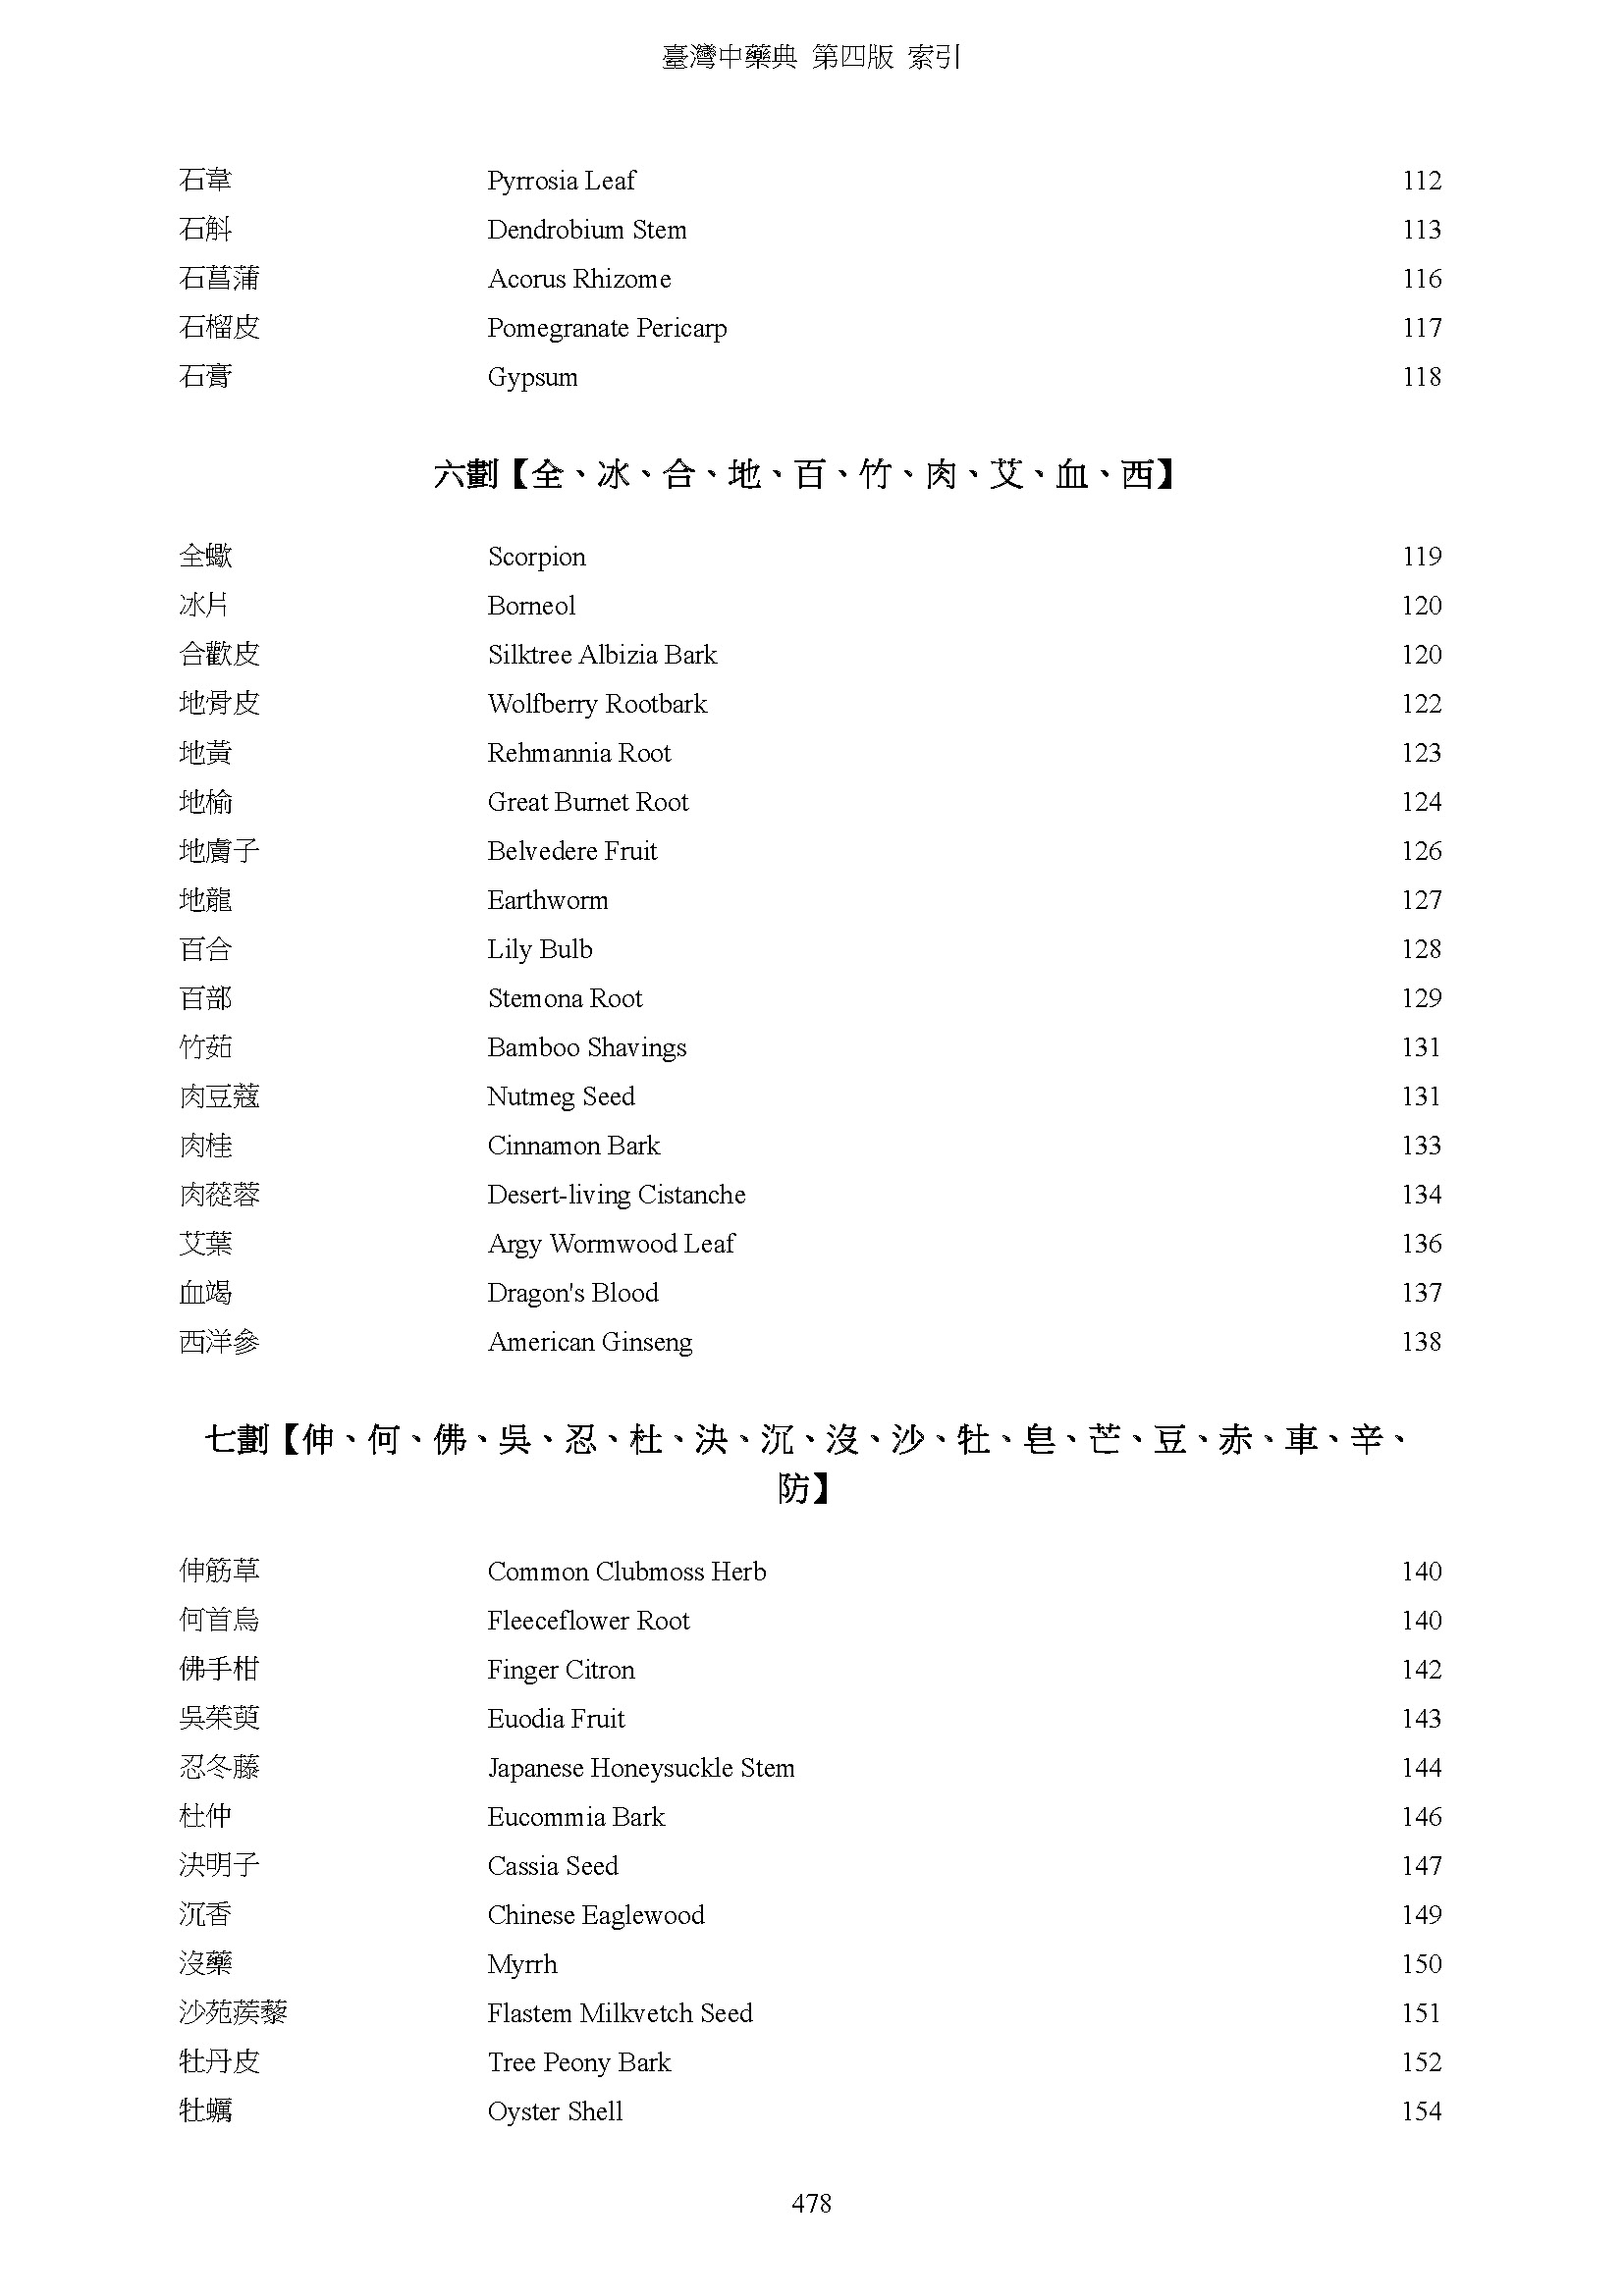 臺灣中藥典 第四版 索引
石韋 Pyrrosia Leaf 112
石斛 Dendrobium Stem 113
石菖蒲 Acorus Rhizome 116
石榴皮 Pomegranate Pericarp 117
石膏 Gypsum 118
六劃【全、冰、合、地、百、竹、肉、艾、血、西】
全蠍 Scorpion 119
冰片 Borneol 120
合歡皮 Silktree Albizia Bark 120
地骨皮 Wolfberry Rootbark 122
地黃 Rehmannia Root 123
地榆 Great Burnet Root 124
地膚子 Belvedere Fruit 126
地龍 Earthworm 127
百合 Lily Bulb 128
百部 Stemona Root 129
竹茹 Bamboo Shavings 131
肉豆蔻 Nutmeg Seed 131
肉桂 Cinnamon Bark 133
肉蓯蓉 Desert-living Cistanche 134
艾葉 Argy Wormwood Leaf 136
血竭 Dragon's Blood 137
西洋參 American Ginseng 138
七劃【伸、何、佛、吳、忍、杜、決、沉、沒、沙、牡、皂、芒、豆、赤、車、辛、
防】
伸筋草 Common Clubmoss Herb 140
何首烏 Fleeceflower Root 140
佛手柑 Finger Citron 142
吳茱萸 Euodia Fruit 143
忍冬藤 Japanese Honeysuckle Stem 144
杜仲 Eucommia Bark 146
決明子 Cassia Seed 147
沉香 Chinese Eaglewood 149
沒藥 Myrrh 150
沙苑蒺藜 Flastem Milkvetch Seed 151
牡丹皮 Tree Peony Bark 152
牡蠣 Oyster Shell 154
478